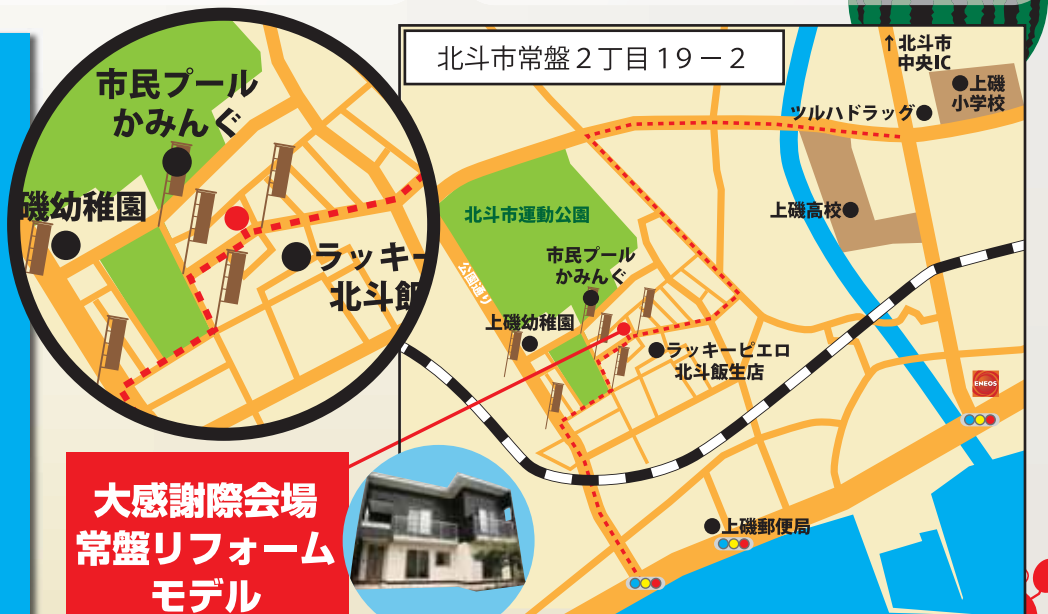 北斗市常盤2丁目19−2
↑北斗市
中央IC
上磯
小学校
ツルハドラッグ
上磯高校
北斗市運動公園
市民プール
かみんぐ
公園通り
上磯幼稚園
ラッキーピエロ
北斗飯生店
ENEOS
上磯郵便局
市民プール
かみんぐ
磯幼稚園
ラッキー
北斗飯
大感謝際会場
常盤リフォーム
モデル